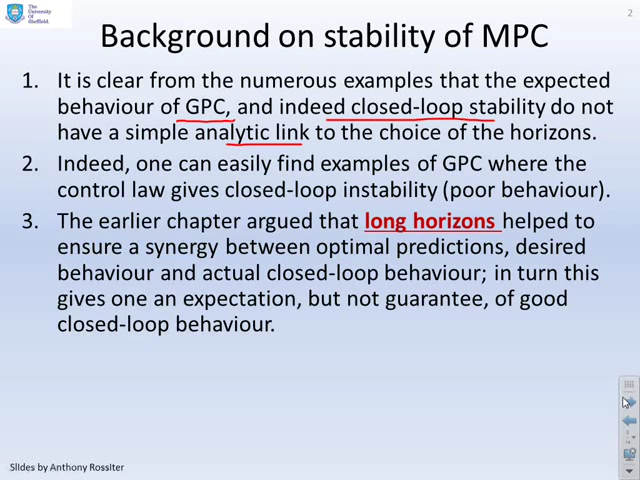 The
University
Of
Sheffield.
2
Background on stability of MPC
1. It is clear from the numerous examples that the expected
behaviour of GPC, and indeed closed-loop stability do not
have a simple analytic link to the choice of the horizons.
2. Indeed, one can easily find examples of GPC where the
control law gives closed-loop instability (poor behaviour).
3. The earlier chapter argued that long horizons helped to
ensure a synergy between optimal predictions, desired
behaviour and actual closed-loop behaviour; in turn this
gives one an expectation, but not guarantee, of good
closed-loop behaviour.
Slides by Anthony Rossiter